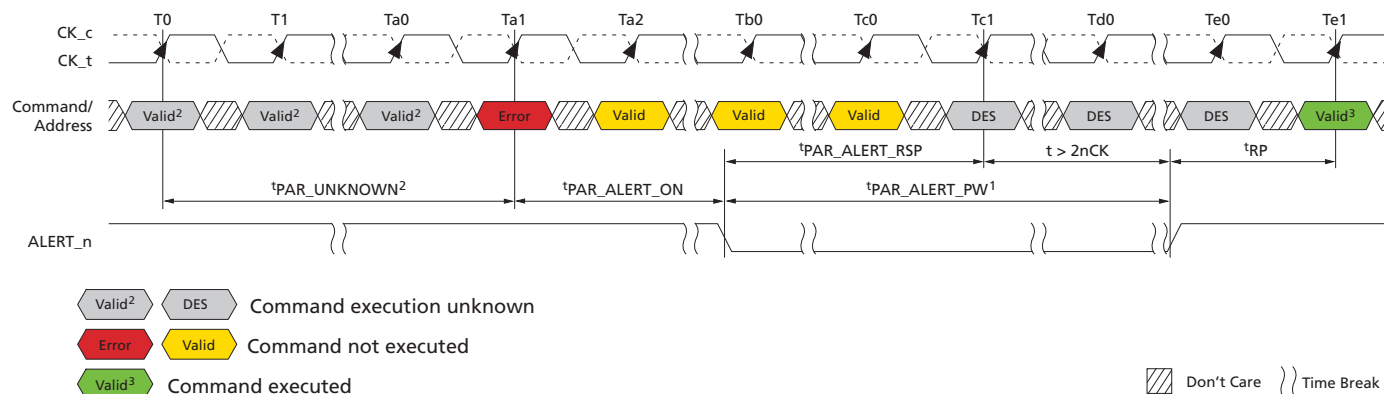 T0 T1 Ta0 Ta1 Ta2 Tb0 Tc0 Tc1 Td0 Te0 Te1
CK_c
CK_t
Command/
Address
Valid² Valid² Valid² Error Valid Valid Valid DES DES DES Valid³
tPAR_ALERT_RSP t > 2nCK tRP
tPAR_UNKNOWN² tPAR_ALERT_ON tPAR_ALERT_PW¹
ALERT_n
Valid² DES Command execution unknown
Error Valid Command not executed
Valid³ Command executed
Don't Care Time Break